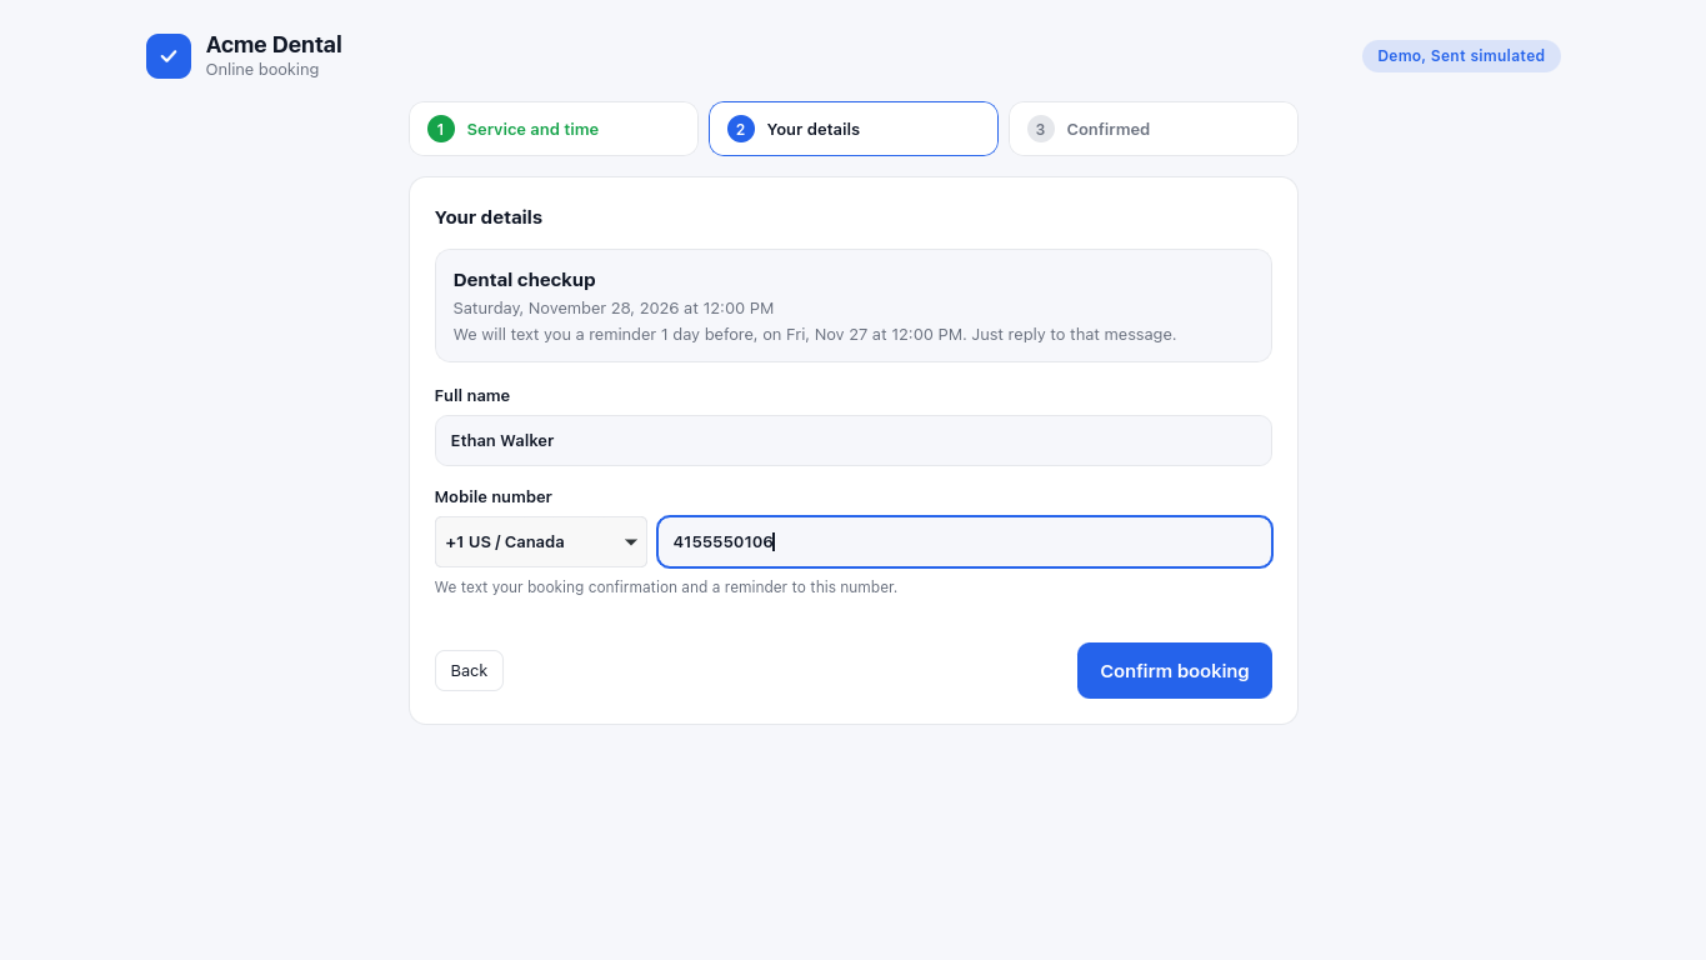 Acme Dental
Online booking
Demo, Sent simulated
1 Service and time
2 Your details
3 Confirmed
Your details
Dental checkup
Saturday, November 28, 2026 at 12:00 PM
We will text you a reminder 1 day before, on Fri, Nov 27 at 12:00 PM. Just reply to that message.
Full name
Ethan Walker
Mobile number
+1 US / Canada
4155550106
We text your booking confirmation and a reminder to this number.
Back
Confirm booking